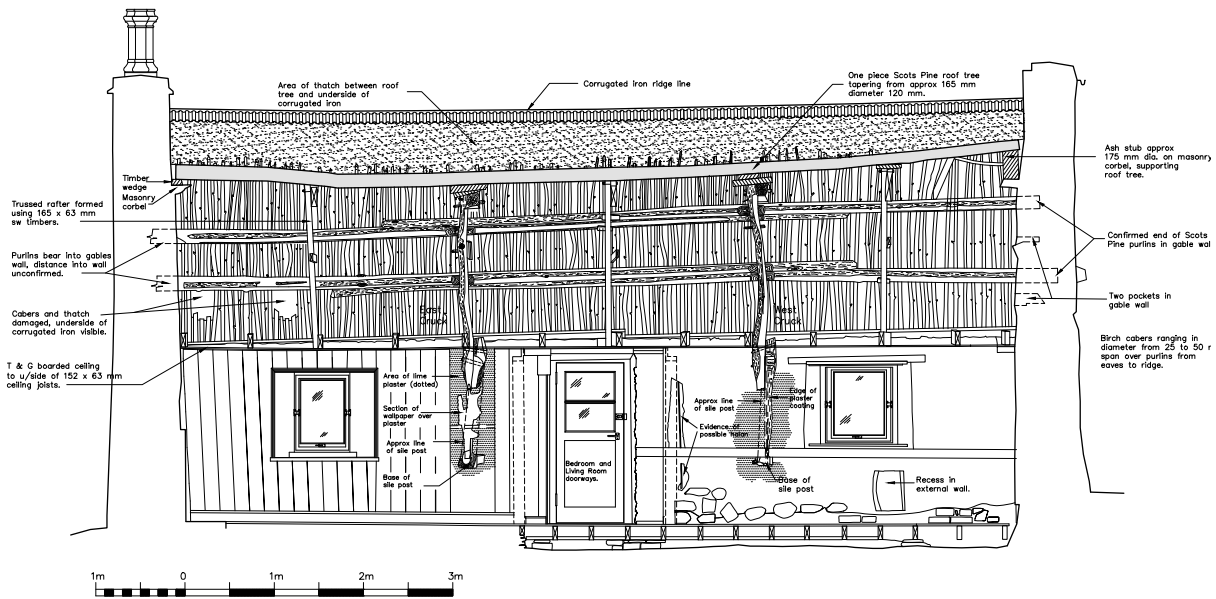 Area of thatch between roof
tree and underside of
corrugated iron
Corrugated iron ridge line
One piece Scots Pine roof tree
tapering from approx 165 mm
diameter 120 mm.
Ash stub approx
175 mm dia. on masonry
corbel, supporting
roof tree.
Timber
wedge
Masonry
corbel
Trussed rafter formed
using 165 x 63 mm
sw timbers.
Purlins bear into gables
wall, distance into wall
unconfirmed.
Confirmed end of Scots
Pine purlins in gable wal
Cabers and thatch
damaged, underside of
corrugated iron visible.
East
Cruck
West
Cruck
Two pockets in
gable wall
Birch cabers ranging in
diameter from 25 to 50
span over purlins from
eaves to ridge.
T & G boarded ceiling
to u/side of 152 x 63 mm
ceiling joists.
Area of lime
plaster (dotted)
Section of
wallpaper over
plaster
Approx line
of sile post
Base of
sile post
Approx line
of sile post
Edge of
plaster
coating
Evidence of
possible halan
Bedroom and
Living Room
doorways.
Base of
sile post
Recess in
external wall.
1m 0 1m 2m 3m